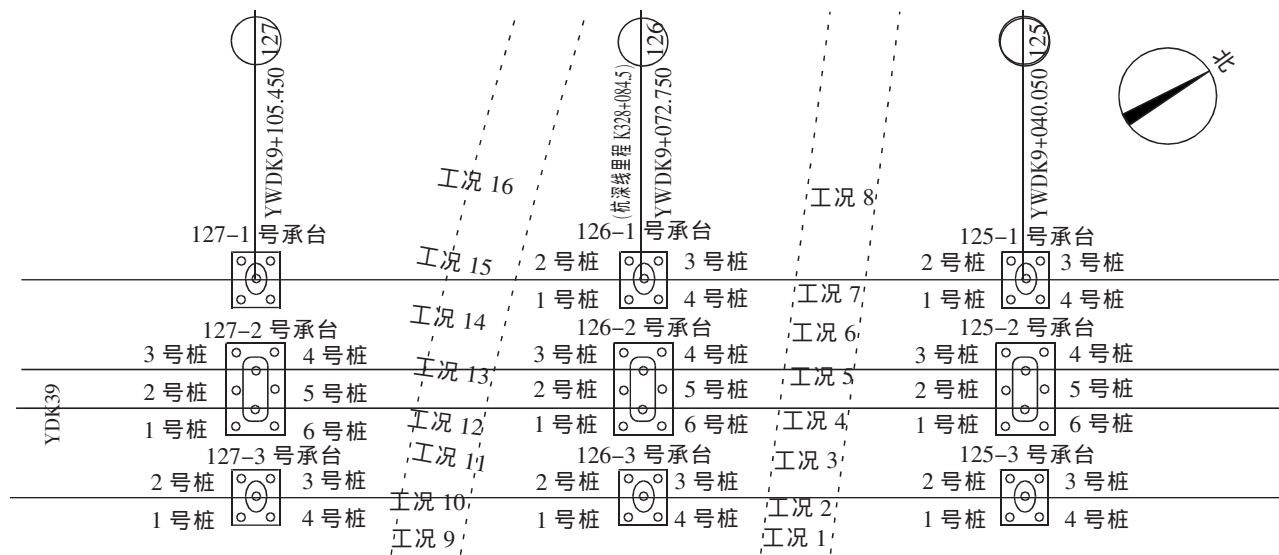 127
126
125
北
YWDK9+105.450
(杭深线里程 K328+084.5)
YWDK9+072.750
YWDK9+040.050
工况 16
工况 8
127-1 号承台
126-1 号承台
125-1 号承台
工况 15
2 号桩
3 号桩
2 号桩
3 号桩
工况 7
1 号桩
4 号桩
1 号桩
4 号桩
工况 14
127-2 号承台
126-2 号承台
工况 6
125-2 号承台
3 号桩
4 号桩
3 号桩
4 号桩
3 号桩
4 号桩
工况 13
工况 5
2 号桩
5 号桩
2 号桩
5 号桩
2 号桩
5 号桩
YDK39
1 号桩
6 号桩
工况 12
1 号桩
6 号桩
工况 4
1 号桩
6 号桩
127-3 号承台
工况 11
126-3 号承台
工况 3
125-3 号承台
2 号桩
3 号桩
2 号桩
3 号桩
2 号桩
3 号桩
工况 10
工况 2
1 号桩
4 号桩
1 号桩
4 号桩
1 号桩
4 号桩
工况 9
工况 1